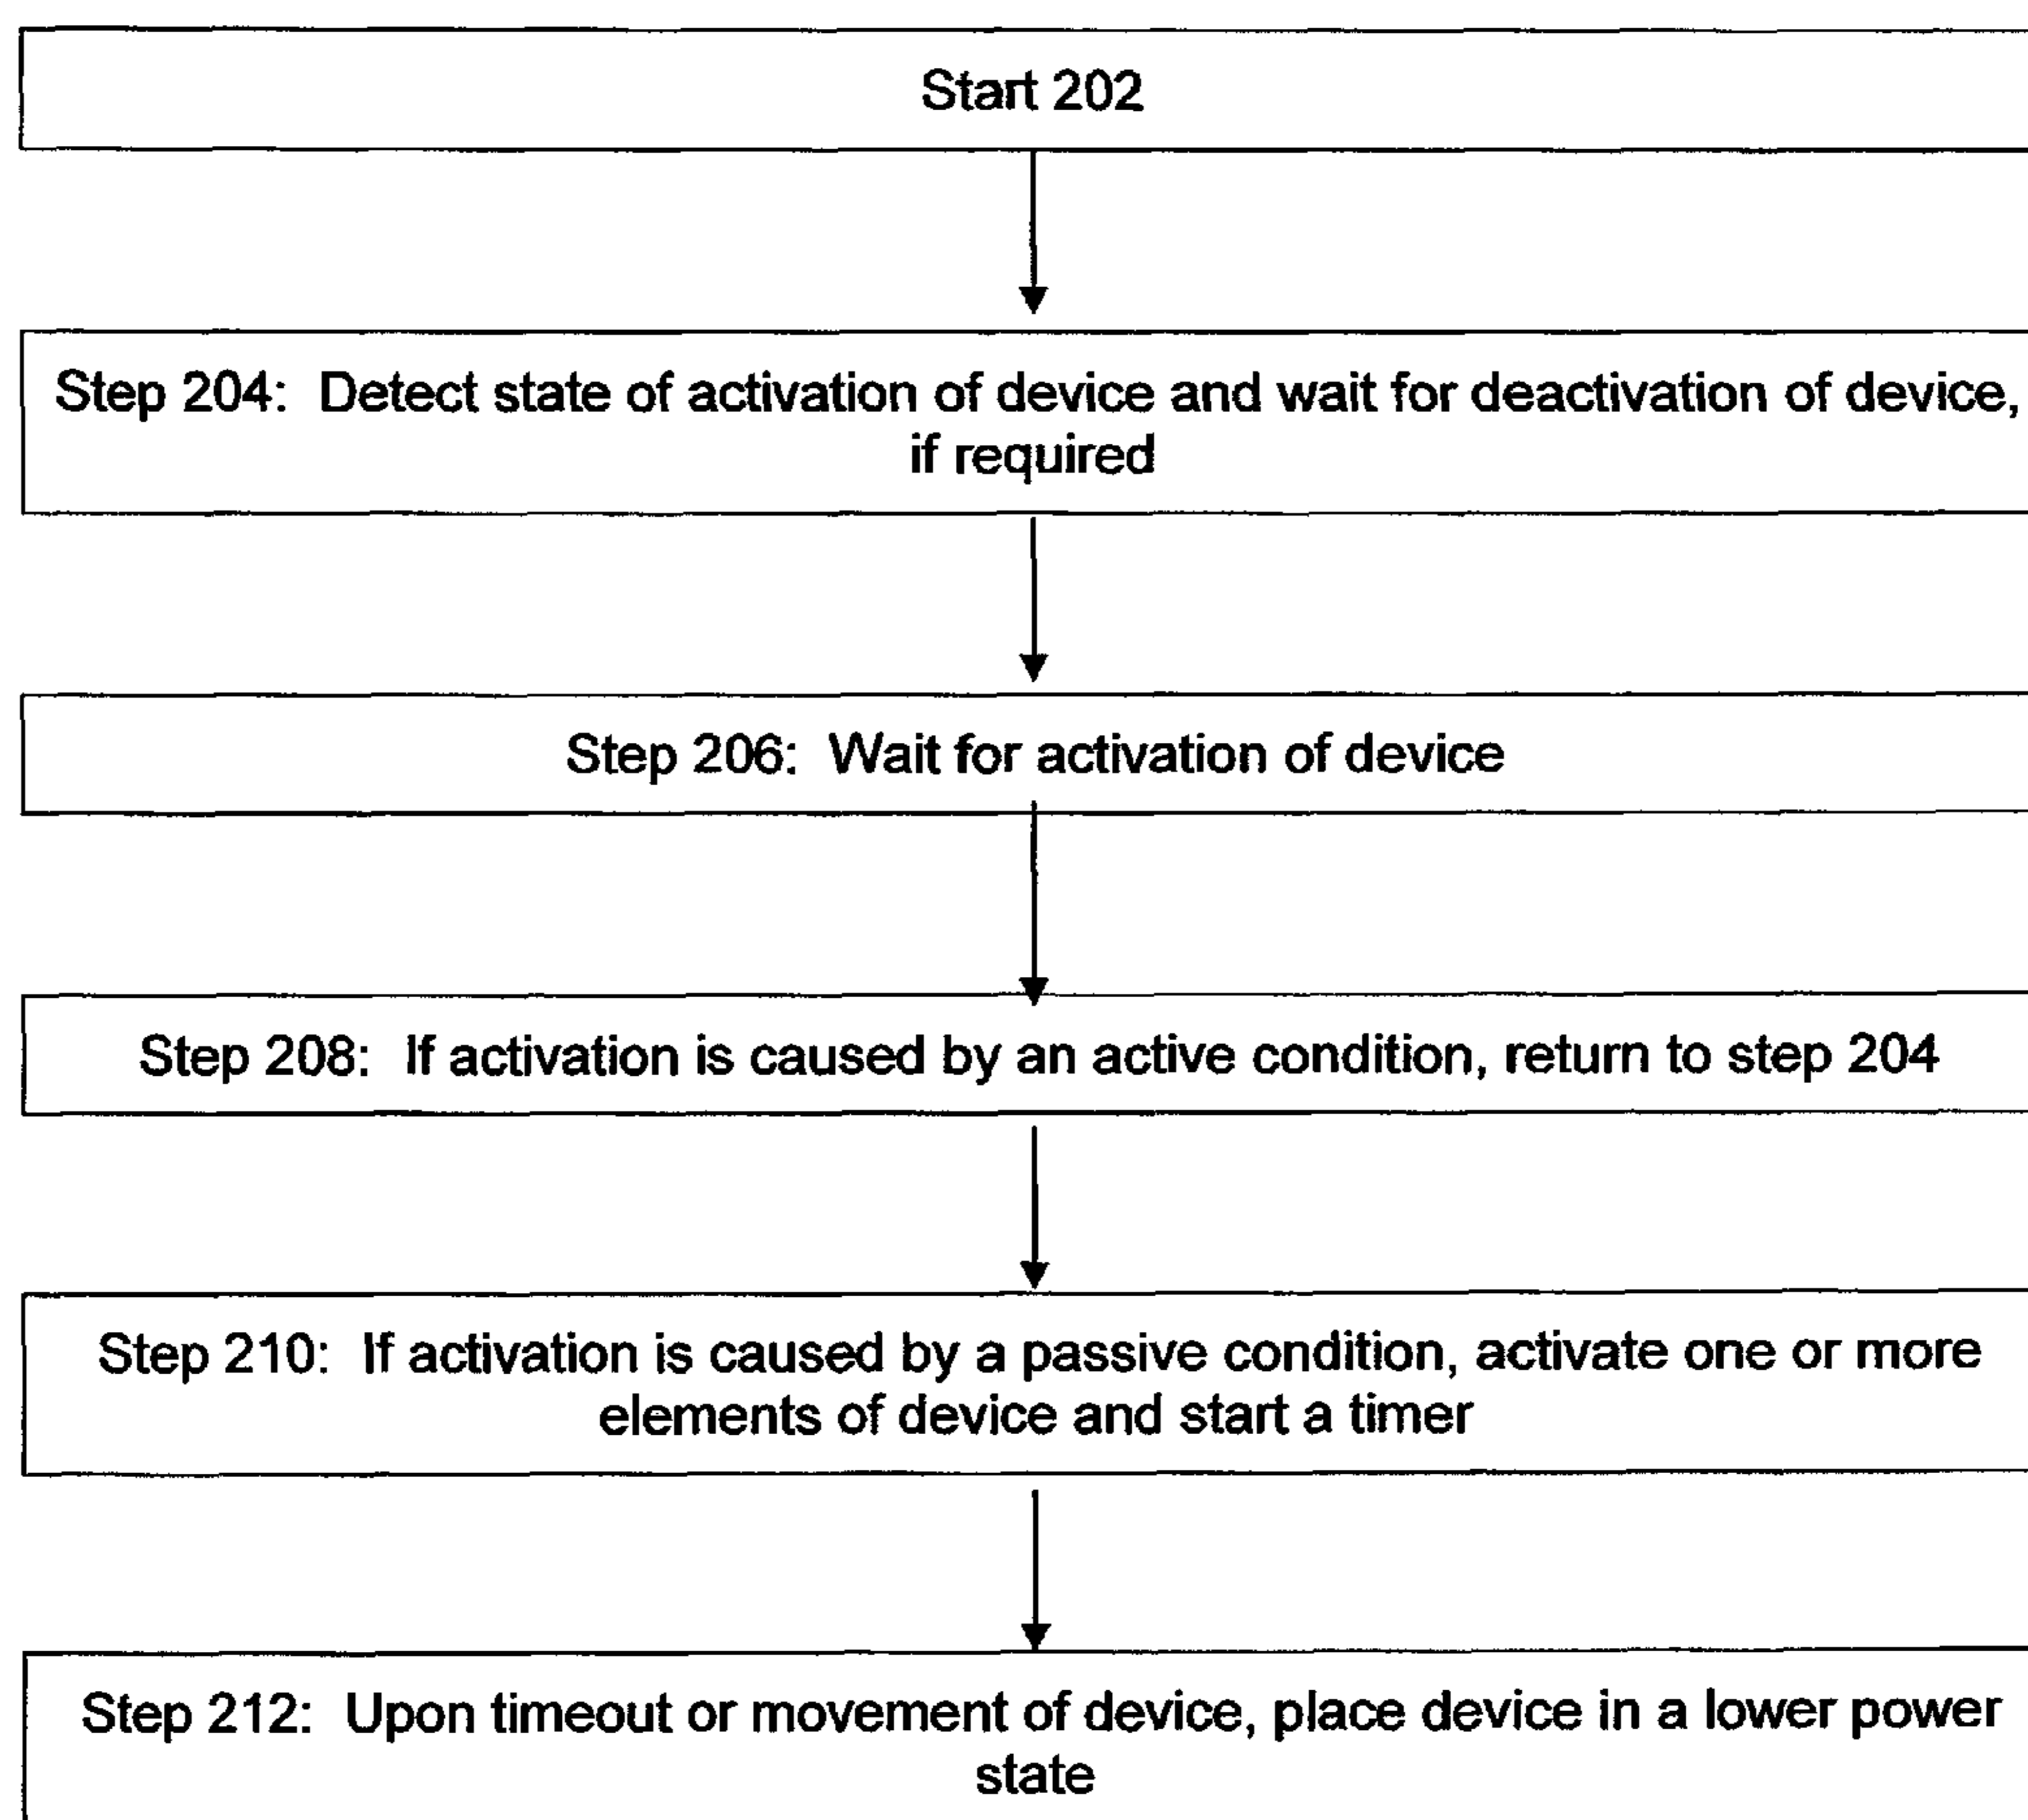 Start 202
Step 204: Detect state of activation of device and wait for deactivation of device,
if required
Step 206: Wait for activation of device
Step 208: If activation is caused by an active condition, return to step 204
Step 210: If activation is caused by a passive condition, activate one or more
elements of device and start a timer
Step 212: Upon timeout or movement of device, place device in a lower power
state